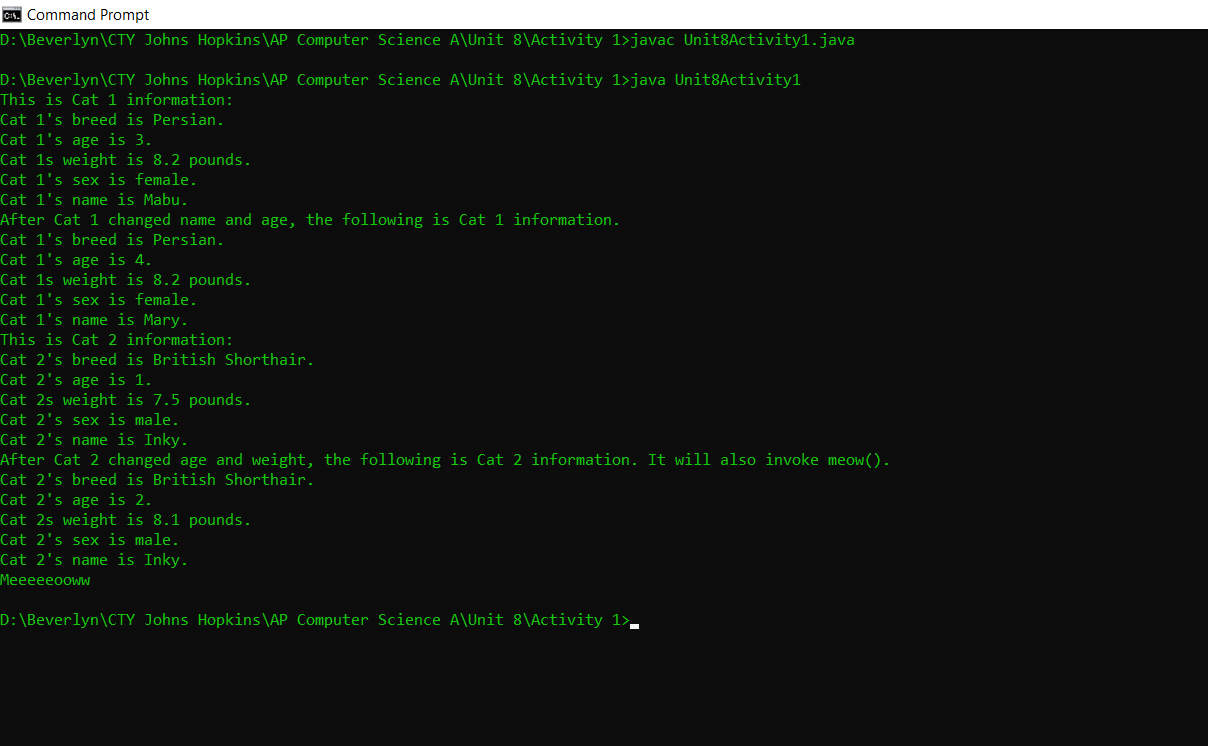 Command Prompt
D:\Beverlyn\CTY Johns Hopkins\AP Computer Science A\Unit 8\Activity 1>javac Unit8Activity1.java
D:\Beverlyn\CTY Johns Hopkins\AP Computer Science A\Unit 8\Activity 1>java Unit8Activity1
This is Cat 1 information:
Cat 1's breed is Persian.
Cat 1's age is 3.
Cat 1s weight is 8.2 pounds.
Cat 1's sex is female.
Cat 1's name is Mabu.
After Cat 1 changed name and age, the following is Cat 1 information.
Cat 1's breed is Persian.
Cat 1's age is 4.
Cat 1s weight is 8.2 pounds.
Cat 1's sex is female.
Cat 1's name is Mary.
This is Cat 2 information:
Cat 2's breed is British Shorthair.
Cat 2's age is 1.
Cat 2s weight is 7.5 pounds.
Cat 2's sex is male.
Cat 2's name is Inky.
After Cat 2 changed age and weight, the following is Cat 2 information. It will also invoke meow().
Cat 2's breed is British Shorthair.
Cat 2's age is 2.
Cat 2s weight is 8.1 pounds.
Cat 2's sex is male.
Cat 2's name is Inky.
Meeeeeooww
D:\Beverlyn\CTY Johns Hopkins\AP Computer Science A\Unit 8\Activity 1>